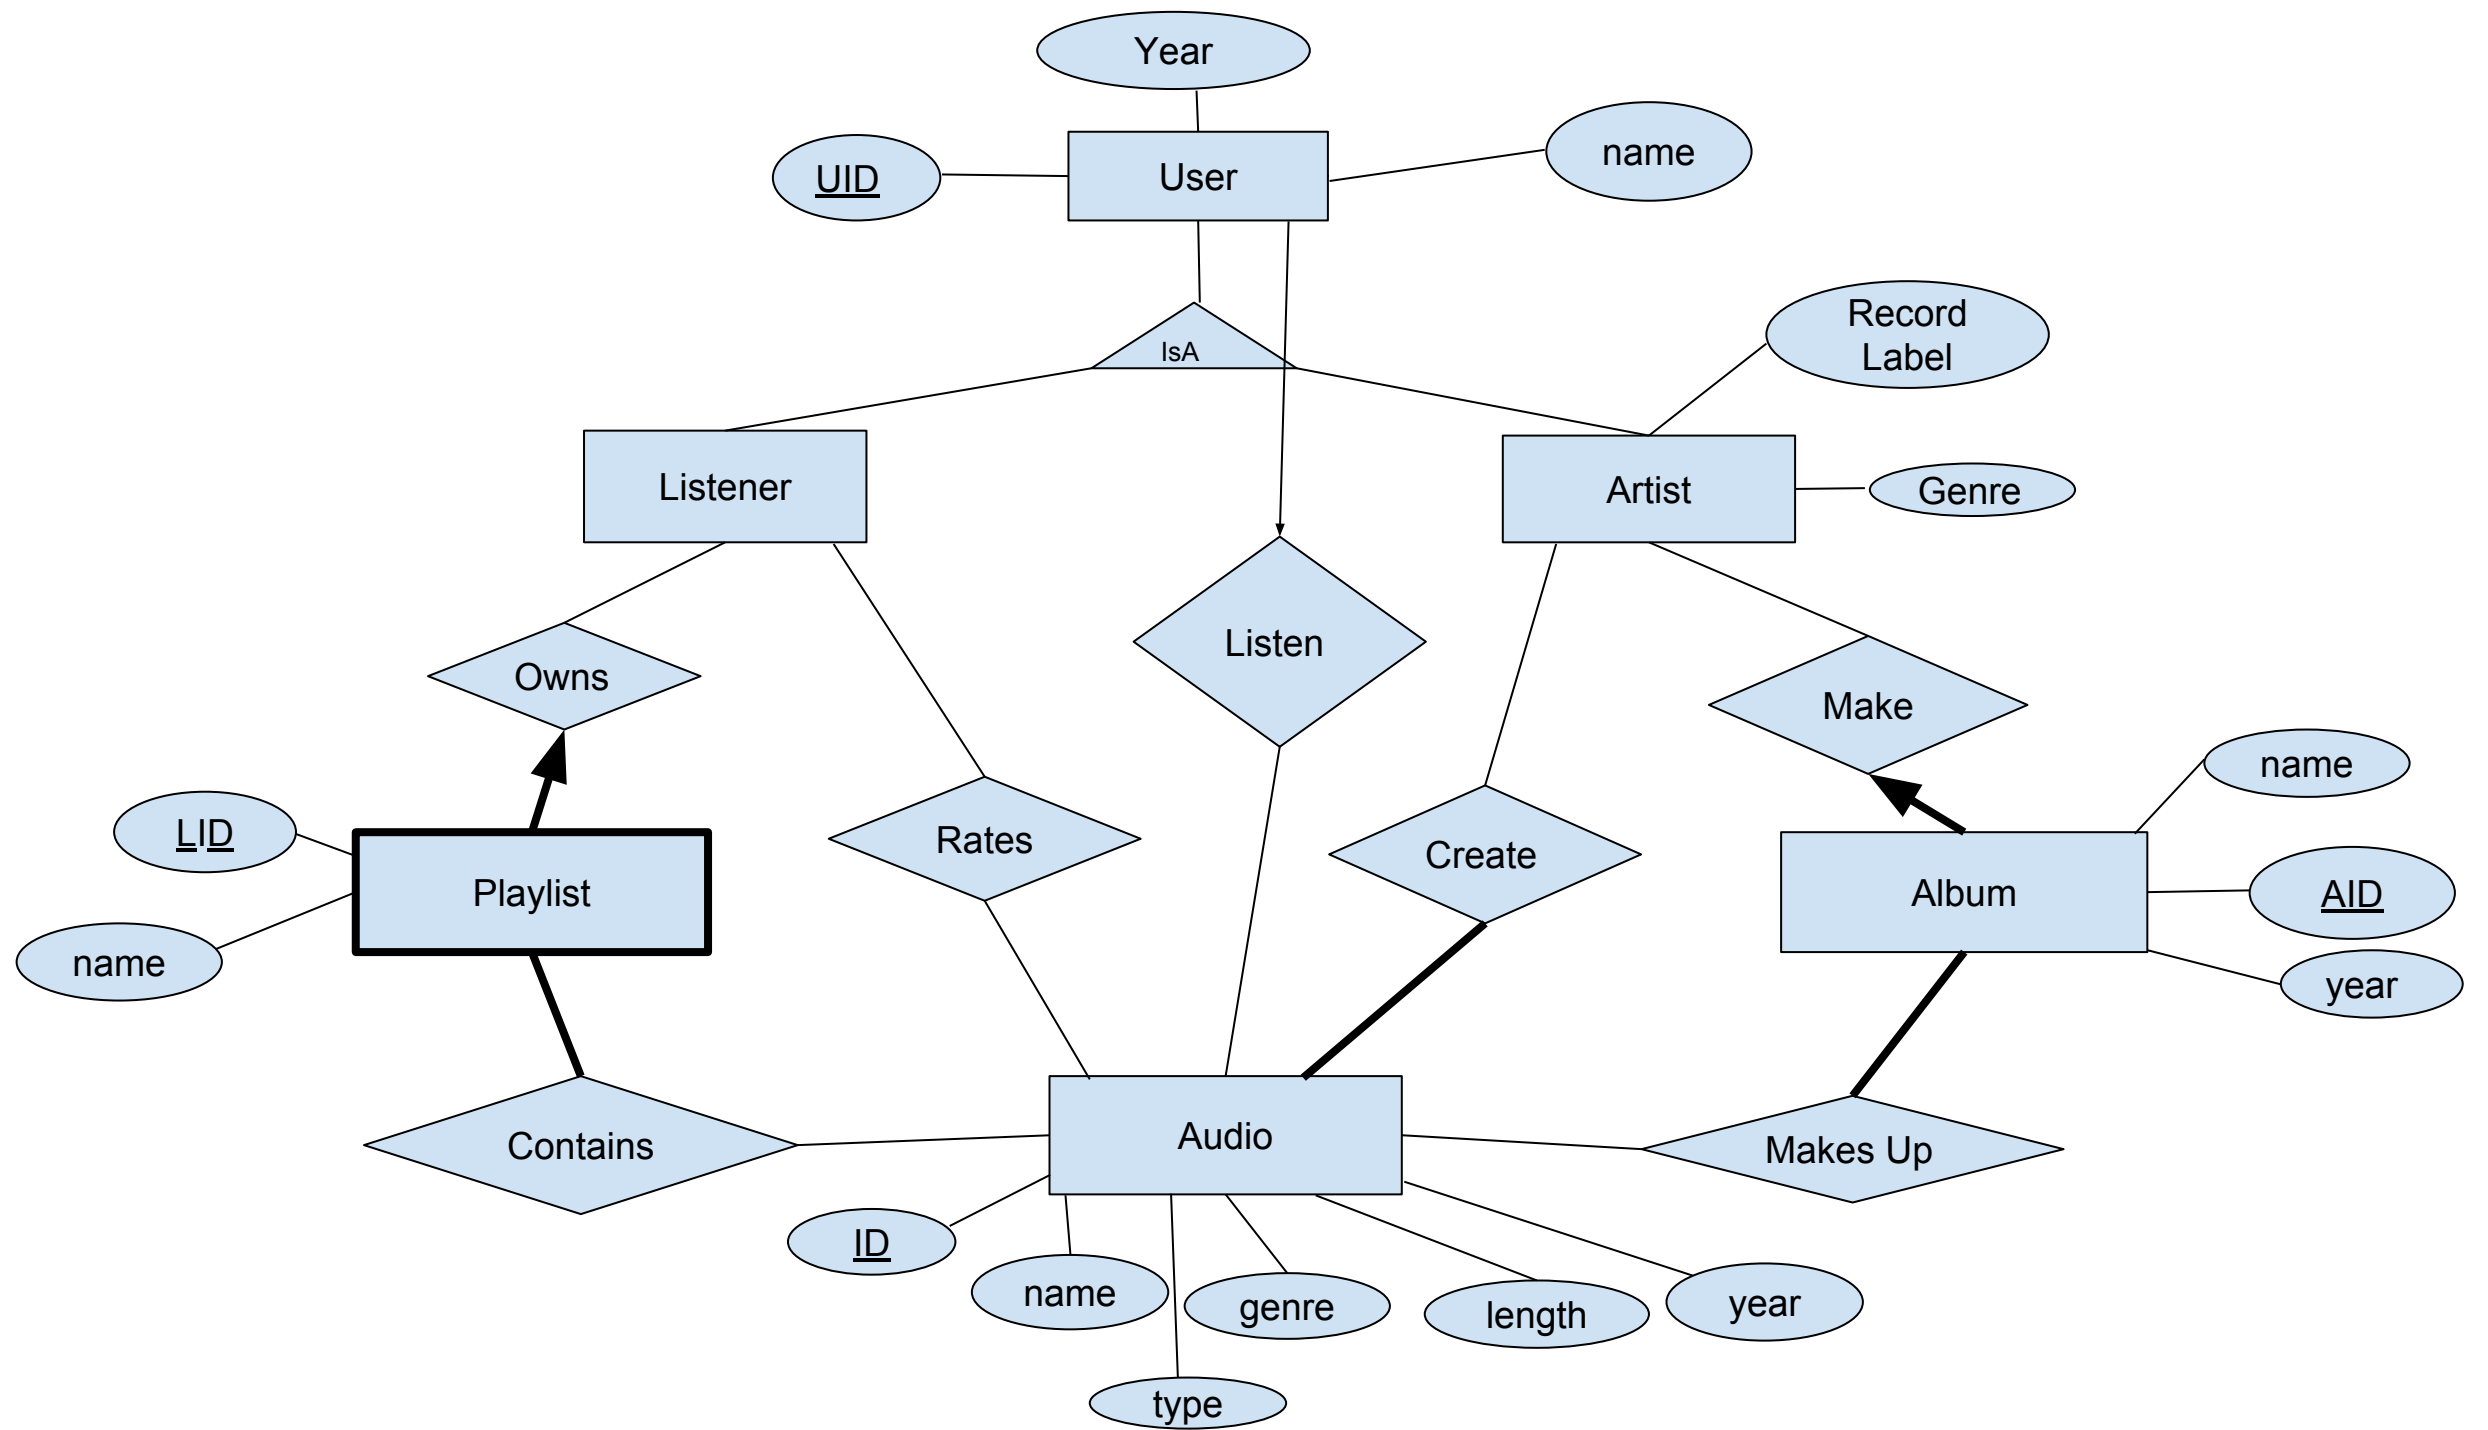 Year
name
UID
User
Record
Label
IsA
Listener
Artist
Genre
Listen
Owns
Make
name
LID
Rates
Create
Playlist
Album
AID
name
year
Contains
Audio
Makes Up
ID
name
genre
length
year
type